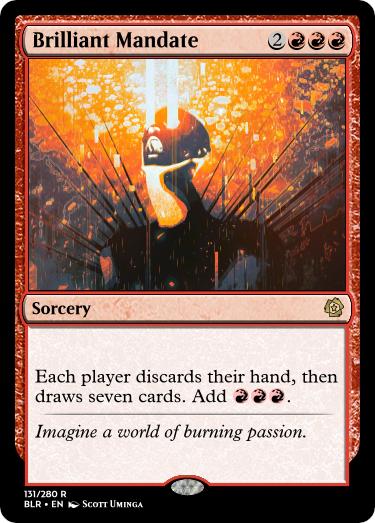 Brilliant Mandate 2
Sorcery
Each player discards their hand, then
draws seven cards. Add .
Imagine a world of burning passion.
131/280 R
BLR • EN Scott Uminga